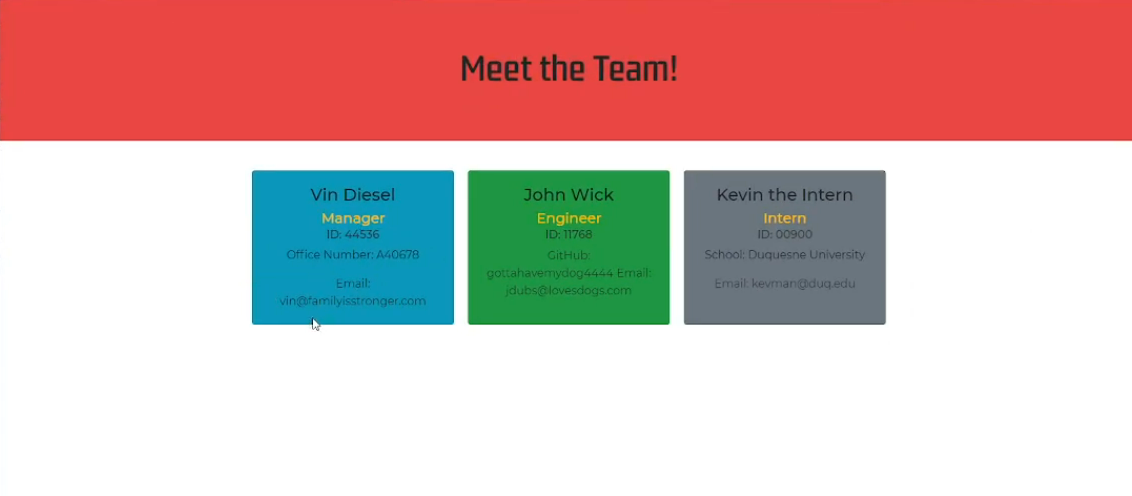 Meet the Team!
Vin Diesel
Manager
ID: 44536
Office Number: A40678
Email:
vin@familyisstronger.com
John Wick
Engineer
ID: 11768
GitHub:
gottahavemydog4444 Email:
jdubs@lovesdogs.com
Kevin the Intern
Intern
ID: 00900
School: Duquesne University
Email: kevman@duq.edu